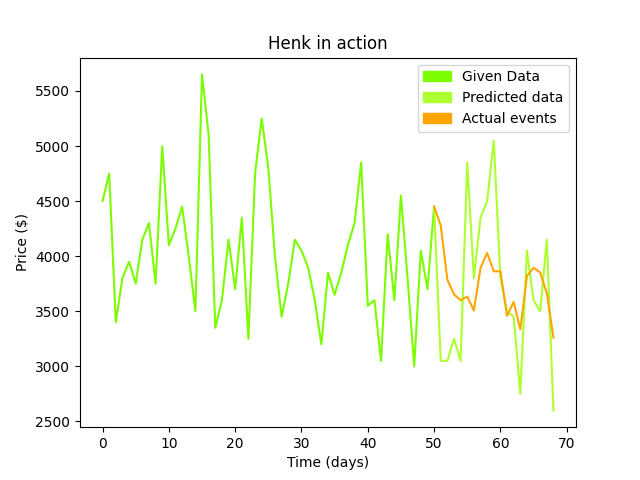 Henk in action
Given Data
Predicted data
Actual events
Price ($)
5500
5000
4500
4000
3500
3000
2500
0 10 20 30 40 50 60 70
Time (days)